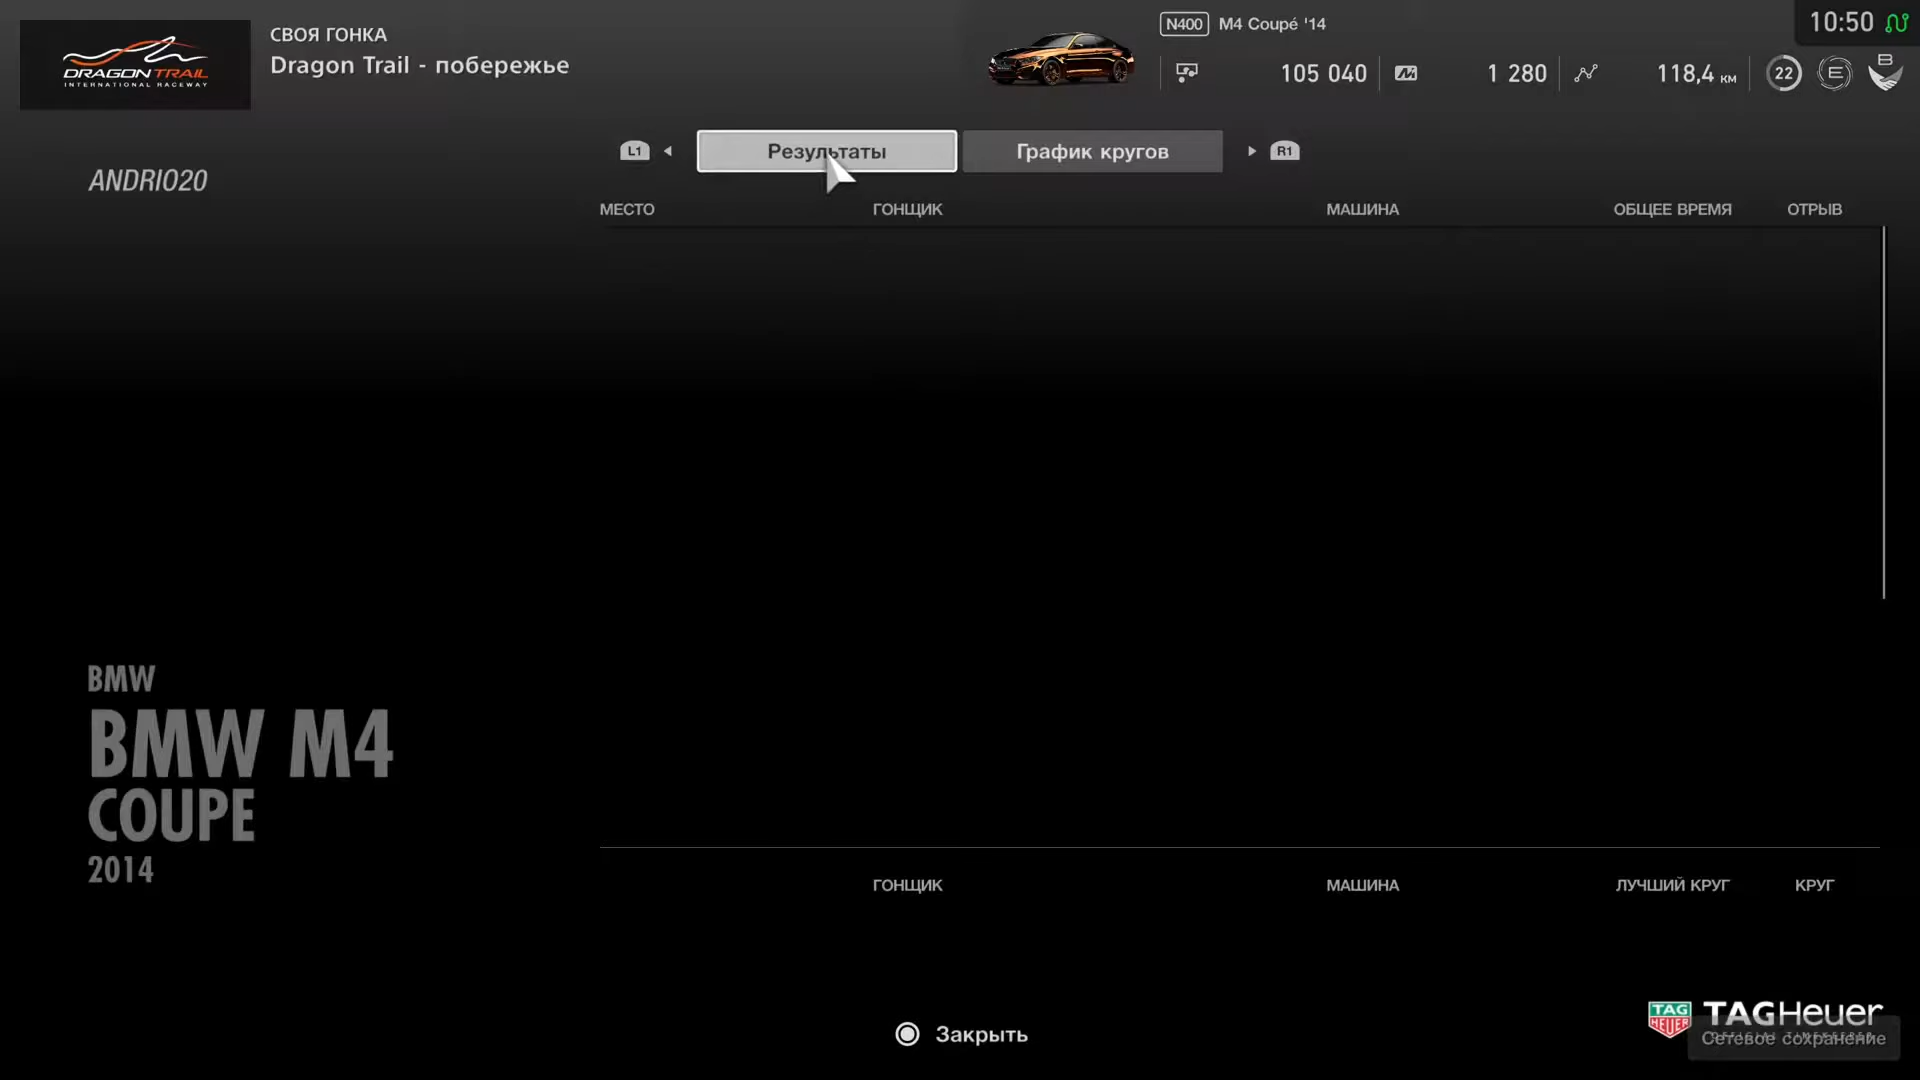 DRAGON TRAIL
INTERNATIONAL RACEWAY
СВОЯ ГОНКА
Dragon Trail - побережье
N400 M4 Coupé '14
105 040
1 280
118,4 км
22
E
B
10:50
L1
Результаты
График кругов
R1
ANDRIO20
МЕСТО ГОНЩИК МАШИНА ОБЩЕЕ ВРЕМЯ ОТРЫВ
BMW
BMW M4
COUPE
2014
ГОНЩИК МАШИНА ЛУЧШИЙ КРУГ КРУГ
Закрыть
TAG HEUER
TAGHeuer
OFFICIAL TIMEKEEPER
Сетевое сохранение